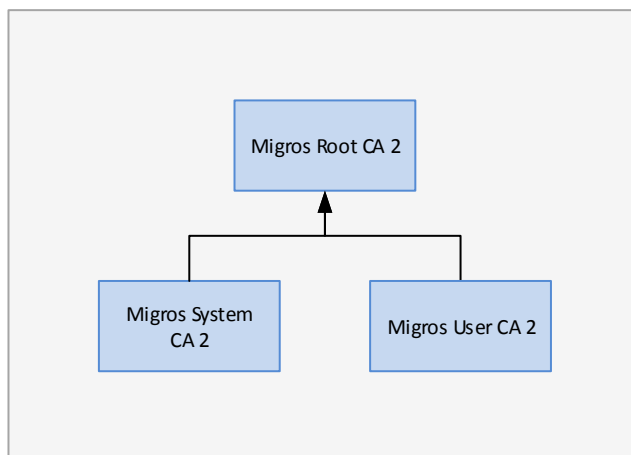 Migros Root CA 2
Migros System
CA 2
Migros User CA 2